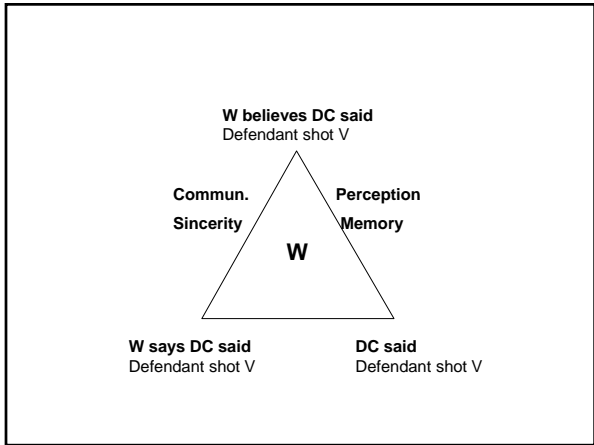 W believes DC said
Defendant shot V
Commun.
Perception
Sincerity
Memory
W
W says DC said
Defendant shot V
DC said
Defendant shot V